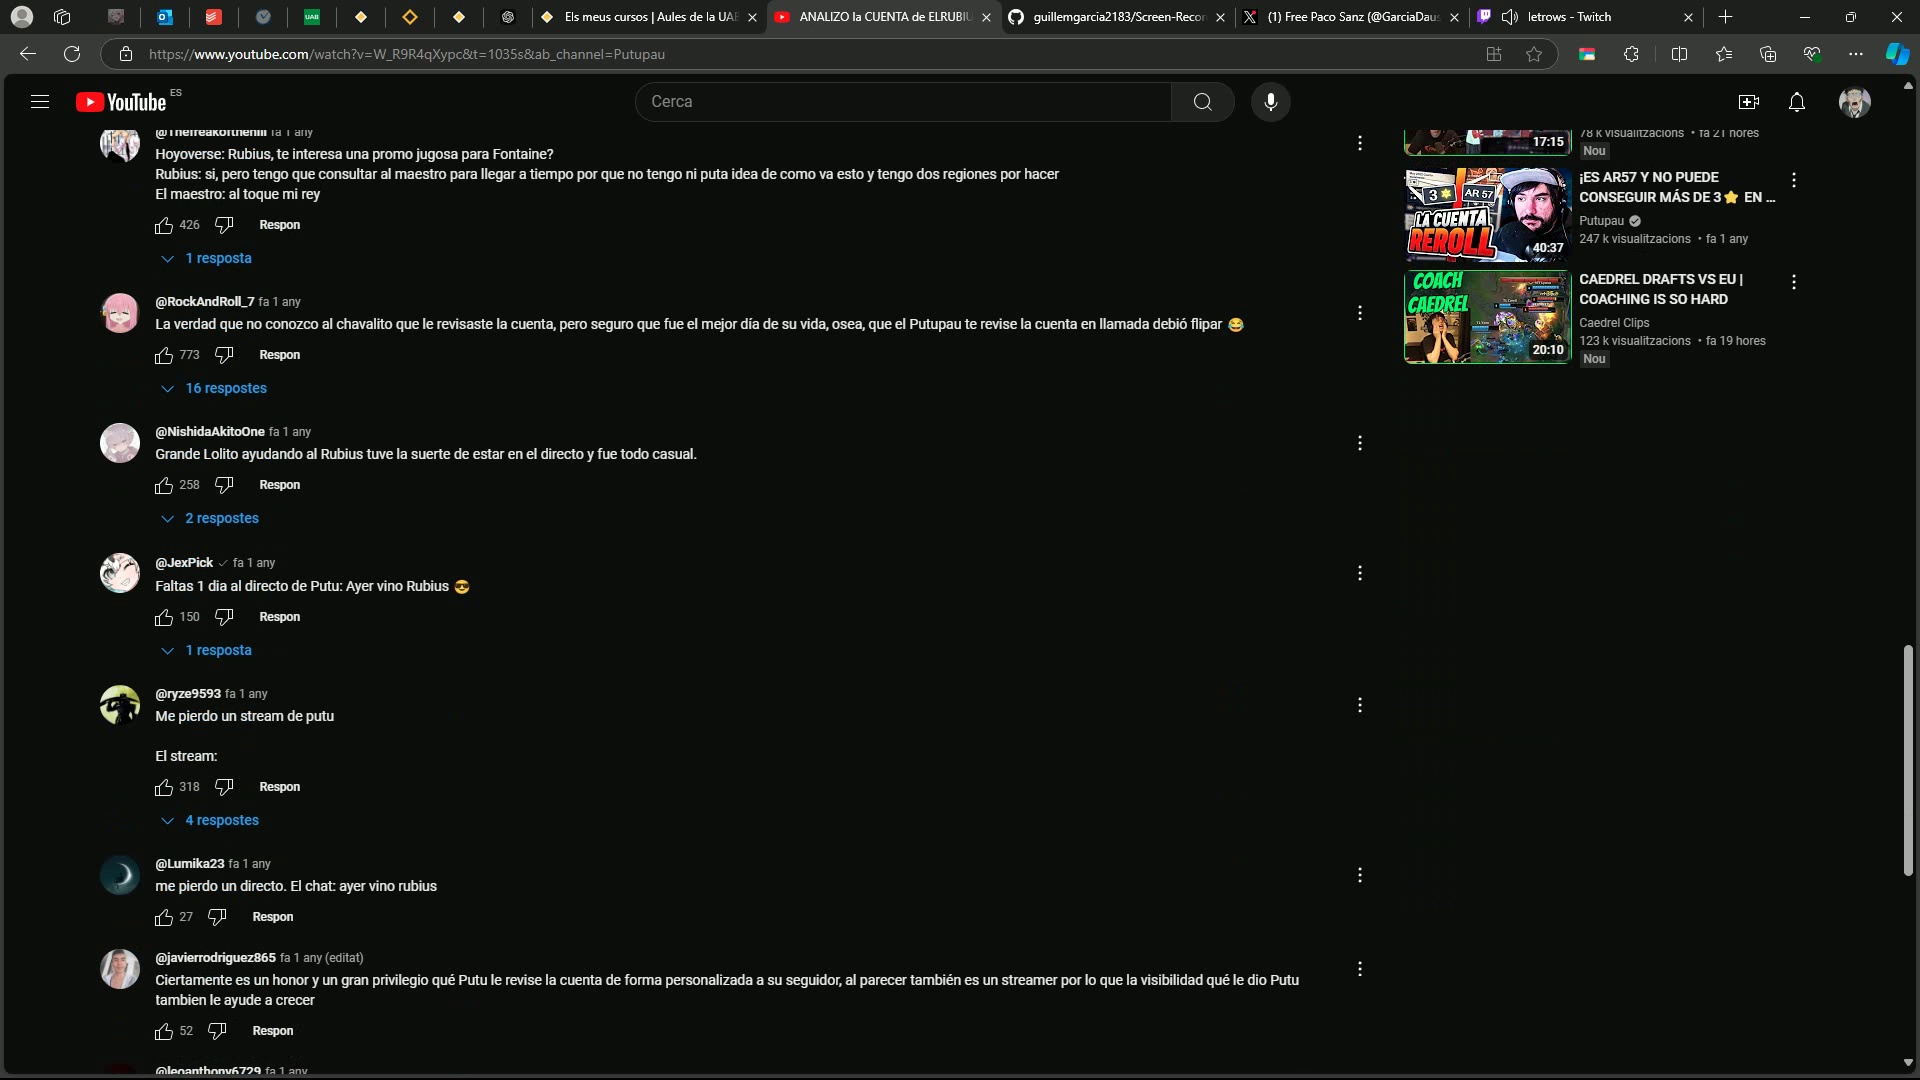 UAB
Els meus cursos | Aules de la UAB
ANALIZO la CUENTA de ELRUBIU
guillemgarcia2183/Screen-Recor
(1) Free Paco Sanz (@GarciaDaus
letrows - Twitch
https://www.youtube.com/watch?v=W_R9R4qXypc&t=1035s&ab_channel=Putupau
YouTube ES
Cerca
@Thefreakofthehill fa 1 any
Hoyoverse: Rubius, te interesa una promo jugosa para Fontaine?
Rubius: si, pero tengo que consultar al maestro para llegar a tiempo por que no tengo ni puta idea de como va esto y tengo dos regiones por hacer
El maestro: al toque mi rey
426 Respon
1 resposta
@RockAndRoll_7 fa 1 any
La verdad que no conozco al chavalito que le revisaste la cuenta, pero seguro que fue el mejor día de su vida, osea, que el Putupau te revise la cuenta en llamada debió flipar 😂
773 Respon
16 respostes
@NishidaAkitoOne fa 1 any
Grande Lolito ayudando al Rubius tuve la suerte de estar en el directo y fue todo casual.
258 Respon
2 respostes
@JexPick fa 1 any
Faltas 1 dia al directo de Putu: Ayer vino Rubius 😎
150 Respon
1 resposta
@ryze9593 fa 1 any
Me pierdo un stream de putu
El stream:
318 Respon
4 respostes
@Lumika23 fa 1 any
me pierdo un directo. El chat: ayer vino rubius
27 Respon
@javierrodriguez865 fa 1 any (editat)
Ciertamente es un honor y un gran privilegio qué Putu le revise la cuenta de forma personalizada a su seguidor, al parecer también es un streamer por lo que la visibilidad qué le dio Putu
tambien le ayude a crecer
52 Respon
@leoanthony6729 fa 1 any
17:15
78 k visualitzacions • fa 21 hores
Nou
3 AR 57
LA CUENTA
REROLL
40:37
¡ES AR57 Y NO PUEDE
CONSEGUIR MÁS DE 3⭐ EN ...
Putupau
247 k visualitzacions • fa 1 any
COACH
CAEDREL
20:10
CAEDREL DRAFTS VS EU |
COACHING IS SO HARD
Caedrel Clips
123 k visualitzacions • fa 19 hores
Nou